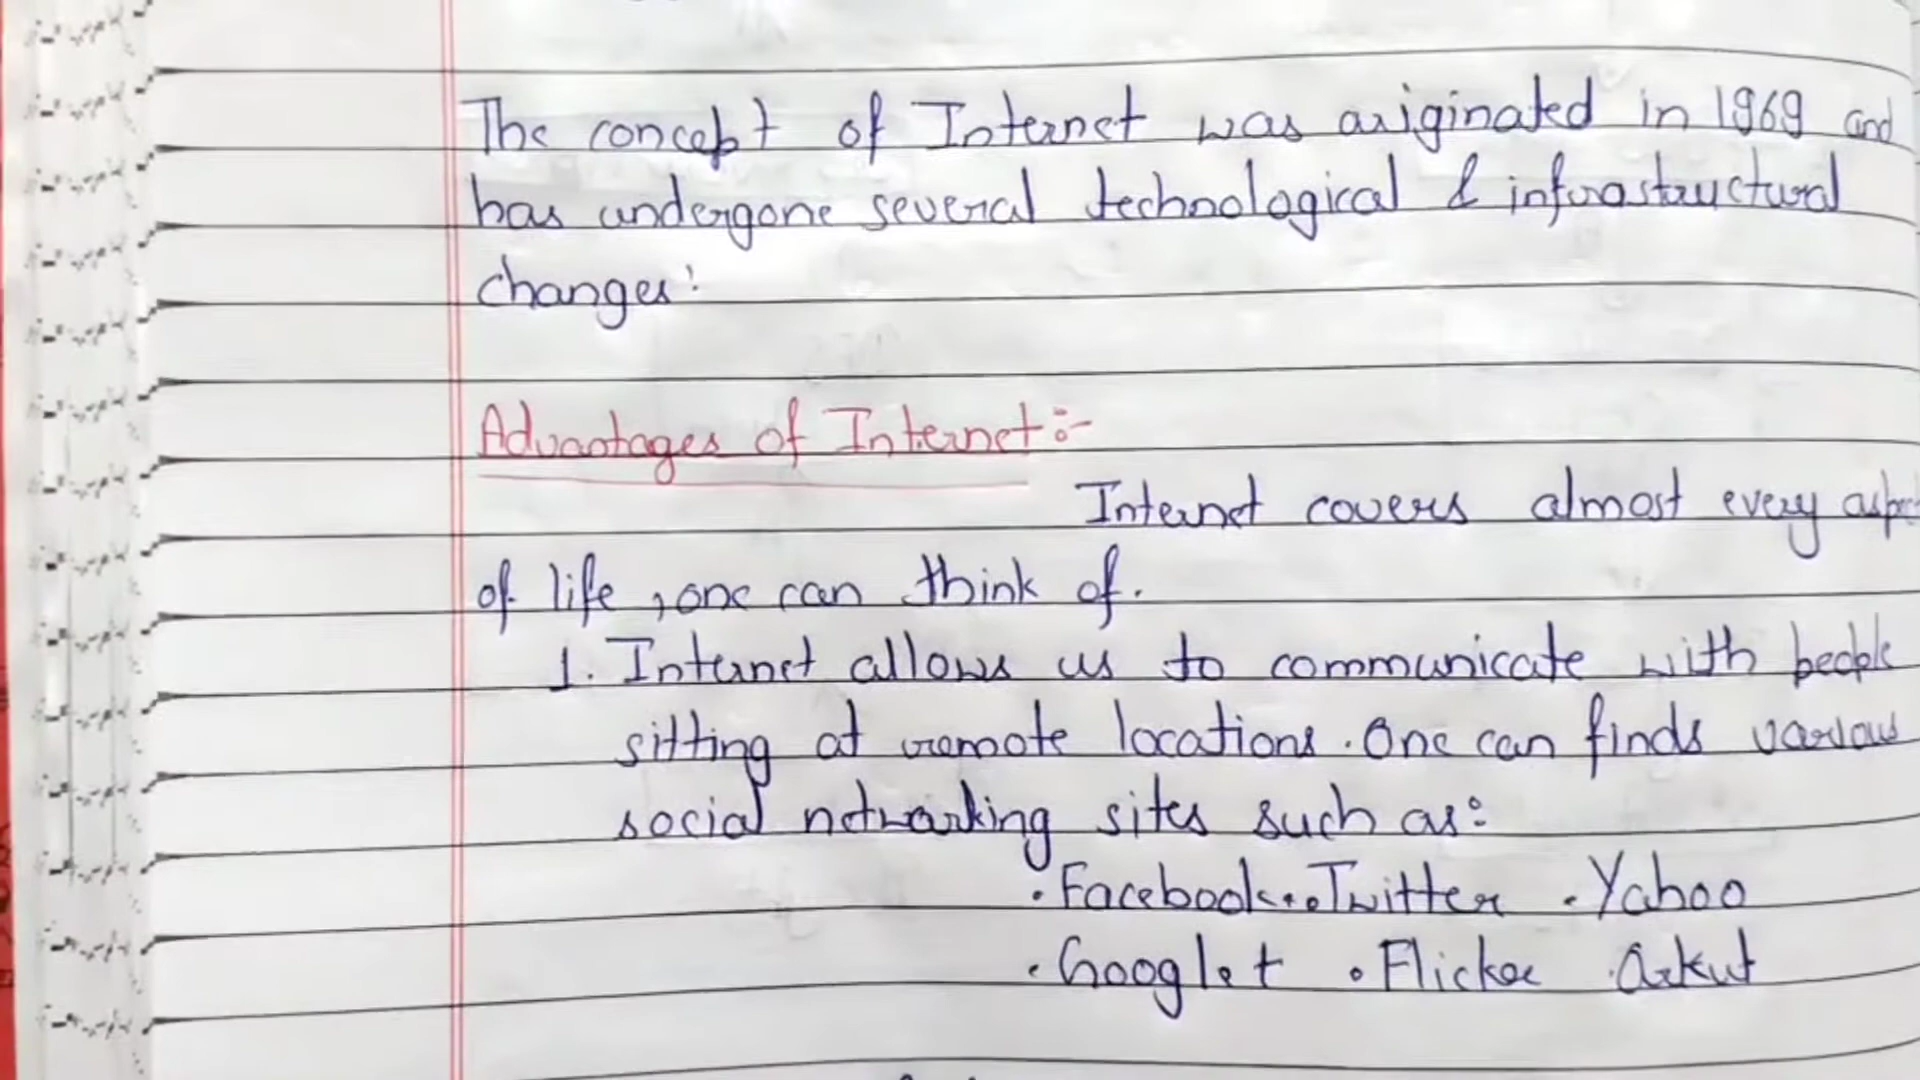 The concept of Internet was originated in 1969 and
has undergone several technological & infrastructural
changes:
Advantages of Internet:-
Internet covers almost every aspect
of life, one can think of.
1. Internet allows us to communicate with people
sitting at remote locations. One can finds various
social networking sites such as:
• Facebook • Twitter • Yahoo
• Google+ • Flicker • Orkut